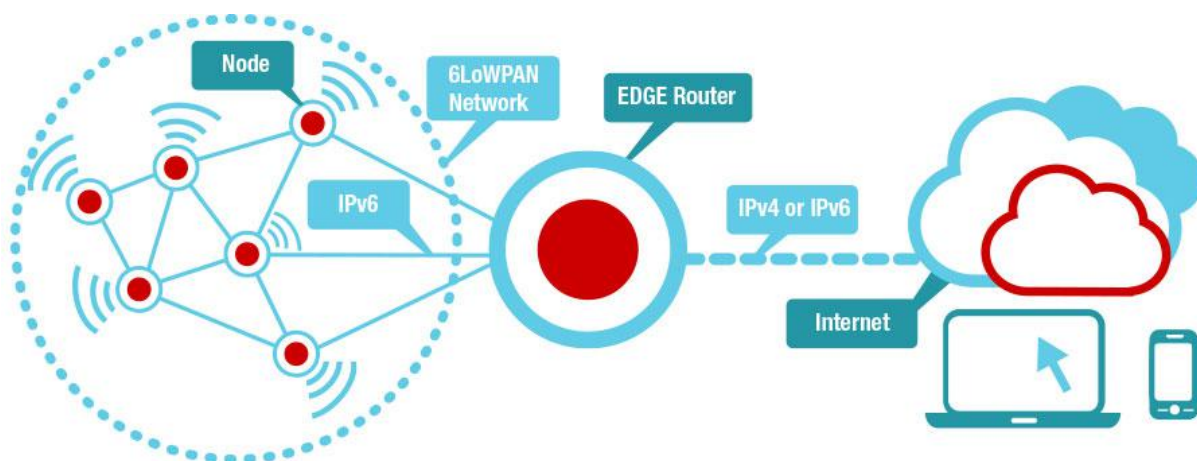 Node
6LoWPAN
Network
EDGE Router
IPv6
IPv4 or IPv6
Internet